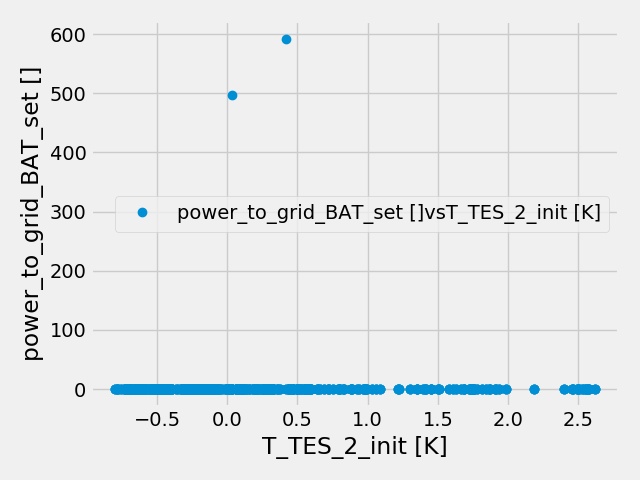 600
500
400
300
200
100
0
power_to_grid_BAT_set []
power_to_grid_BAT_set []vsT_TES_2_init [K]
−0.5 0.0 0.5 1.0 1.5 2.0 2.5
T_TES_2_init [K]